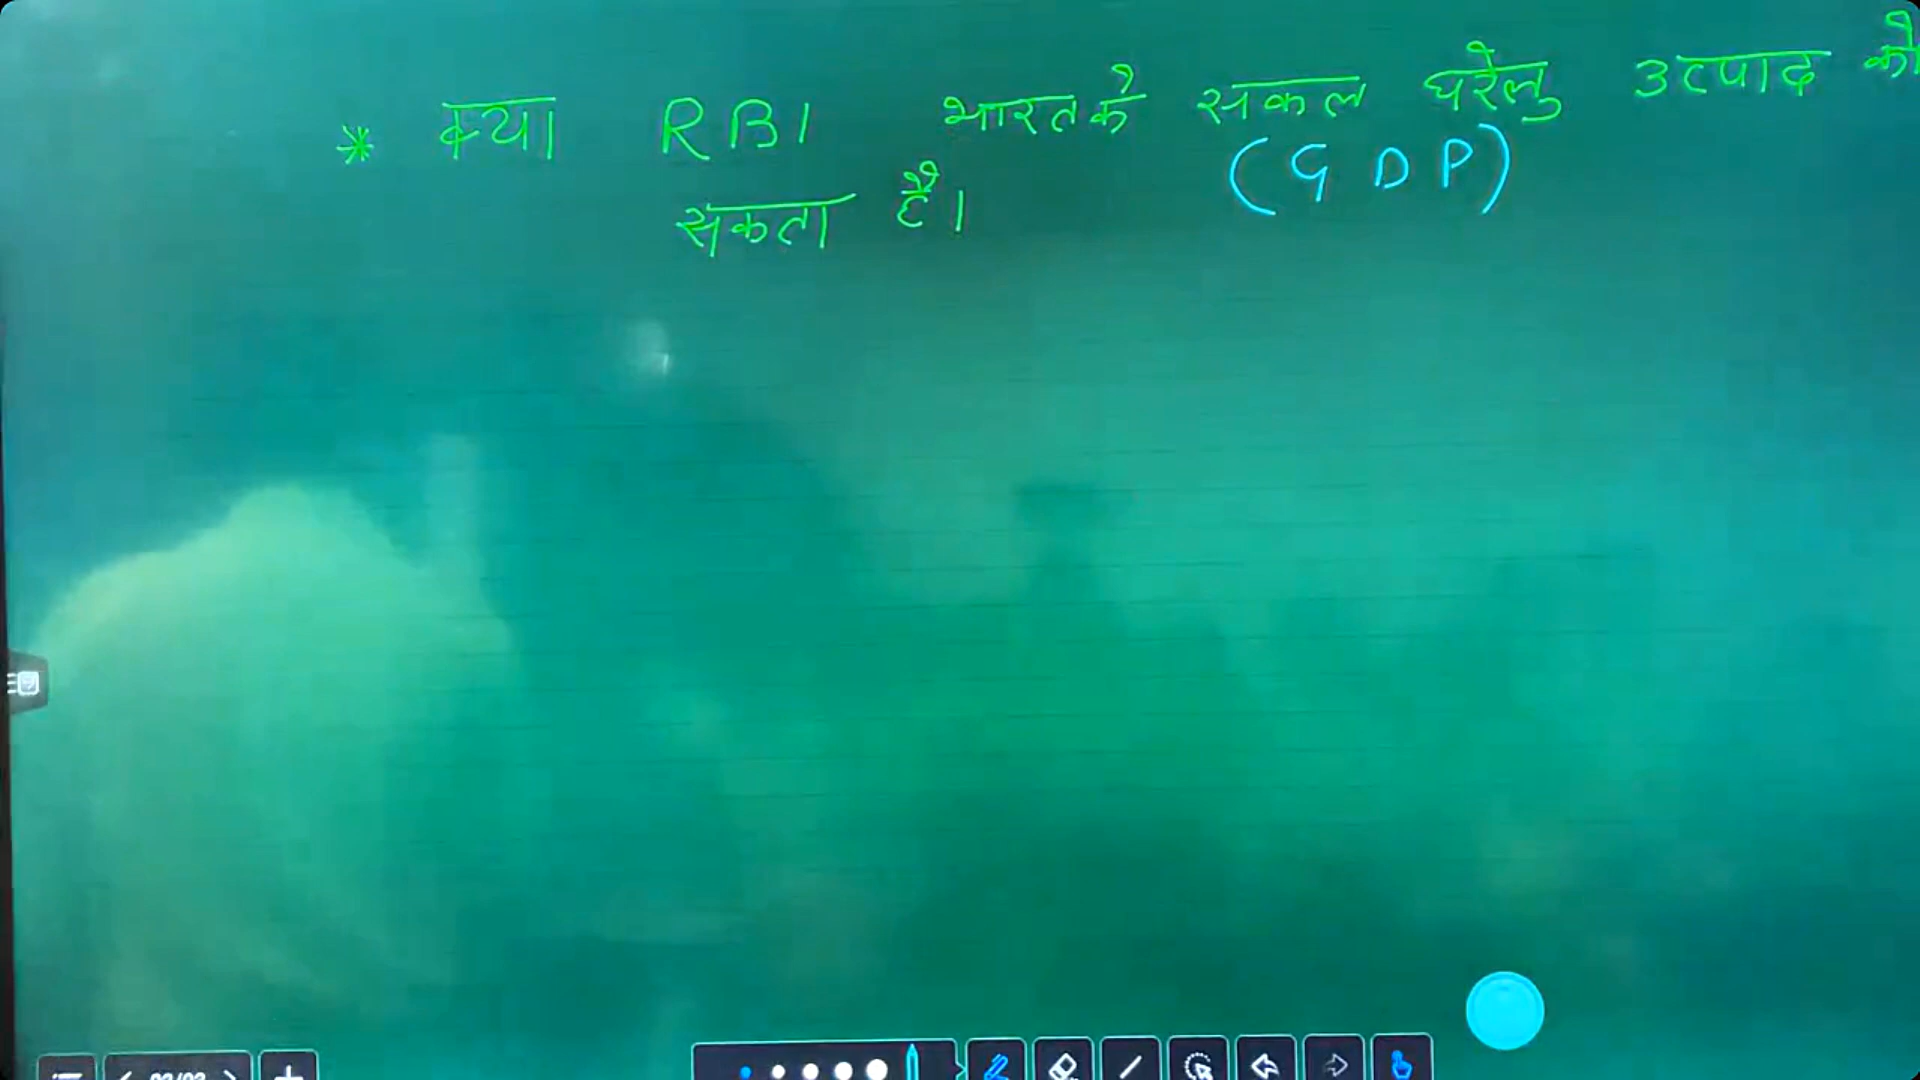 * क्या RBI भारत के सकल घरेलु उत्पाद को
(GDP)
सकता है।